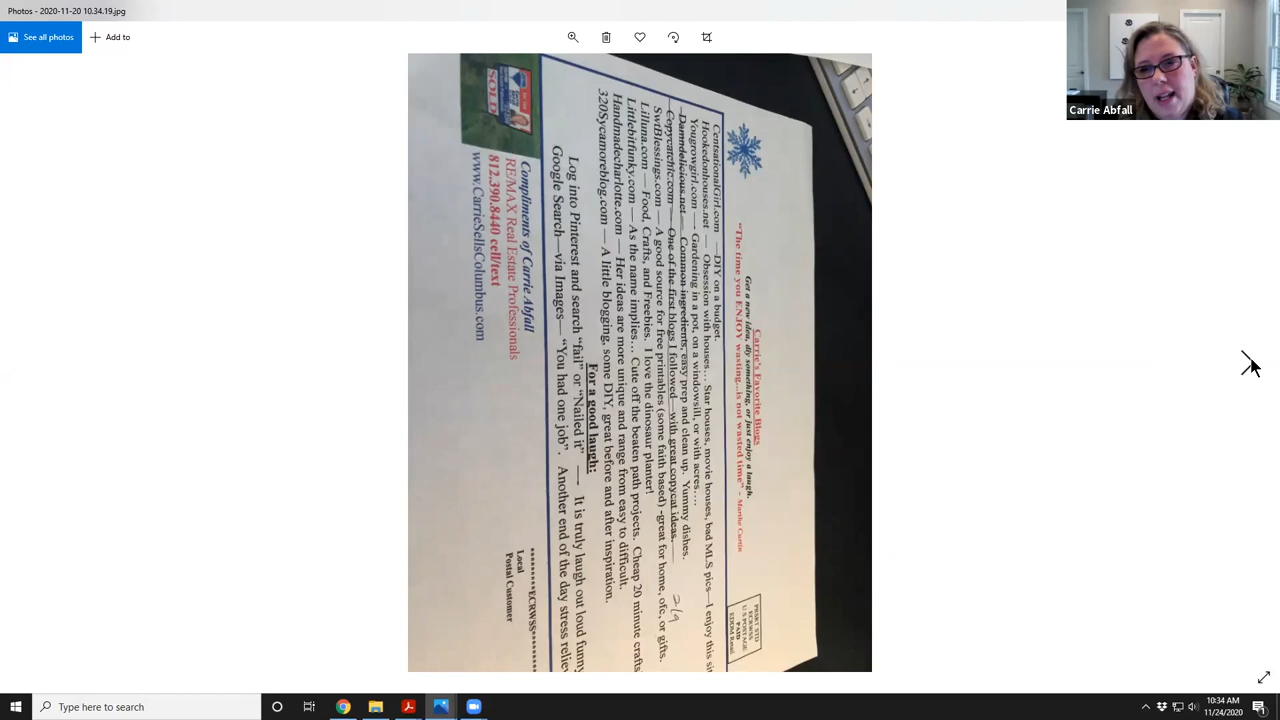 Photos - 2020-11-20 10.34.19.jpg
See all photos
Add to
Carrie Abfall
PRSRT STD
ECRWSS
U.S POSTAGE
PAID
EDDM Retail
Carrie's Favorite Blogs
Get a new idea, diy something, or just enjoy a laugh.
"The time you ENJOY wasting...is not wasted time" - Marthe Curtin
CentsationalGirl.com —DIY on a budget.
Hookedonhouses.net — Obsession with houses… Star houses, movie houses, bad MLS pics—I enjoy this
Yougrowgirl.com — Gardening in a pot, on a windowsill, or with acres….
Damndelicious.net— Common ingredients, easy prep and clean up. Yummy dishes.
Copycatchic.com —One of the first blogs I followed—with great copycat ideas.
SwtBlessings.com — A good source for free printables (some faith based) -great for home, ofc, or gifts.
Lilluna.com — Food, Crafts, and Freebies. I love the dinosaur planter!
Littlebitfunky.com — As the name implies… Cute off the beaten path projects. Cheap 20 minute crafts
Handmadecharlotte.com — Her ideas are more unique and range from easy to difficult.
320Sycamoreblog.com — A little blogging, some DIY, great before and after inspiration.
For a good laugh:
Log into Pinterest and search "fail" or "Nailed it" — It is truly laugh out loud funny
Google Search—via Images— "You had one job". Another end of the day stress
SOLD
Compliments of Carrie Abfall
RE/MAX Real Estate Professionals
812.390.8440 cell/text
www.CarrieSellsColumbus.com
*********ECRWSS*********
Local
Postal Customer
Type here to search
10:34 AM
11/24/2020
1